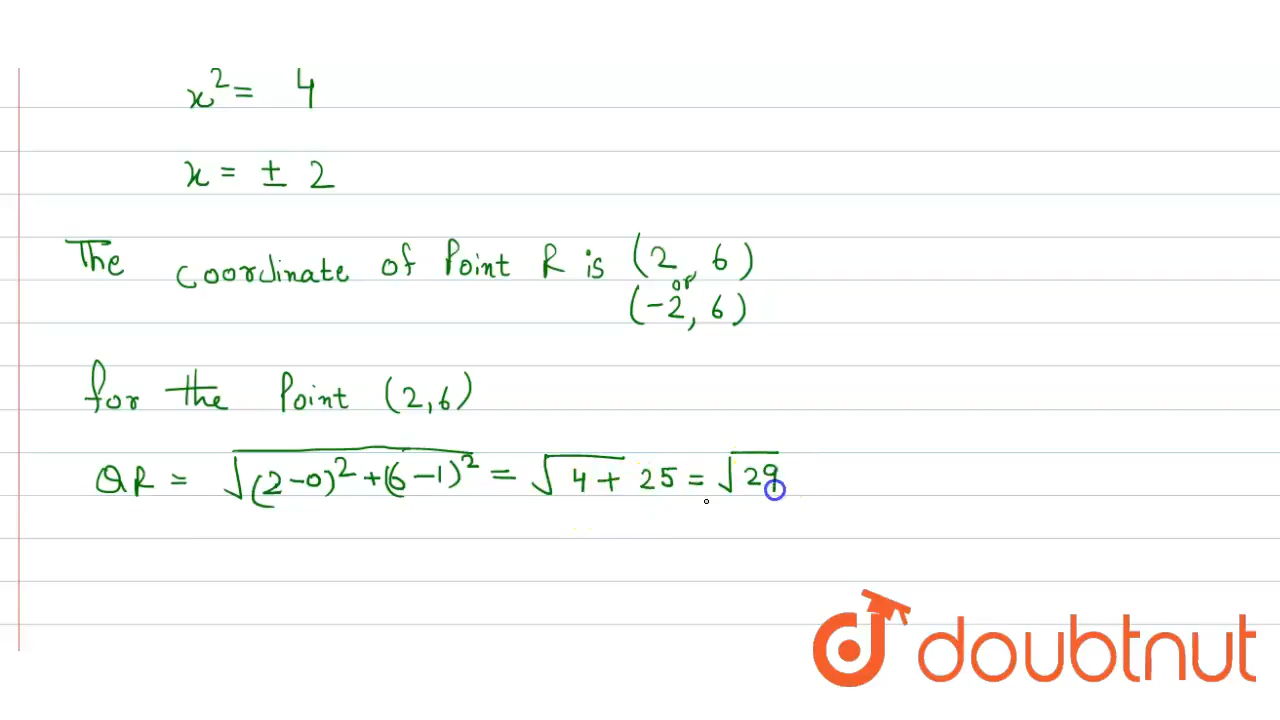 x² = 4
x = ± 2
The coordinate of Point R is (2, 6)
or
(-2, 6)
for the Point (2,6)
QR = √(2-0)²+(6-1)² = √4+25 = √29
doubtnut